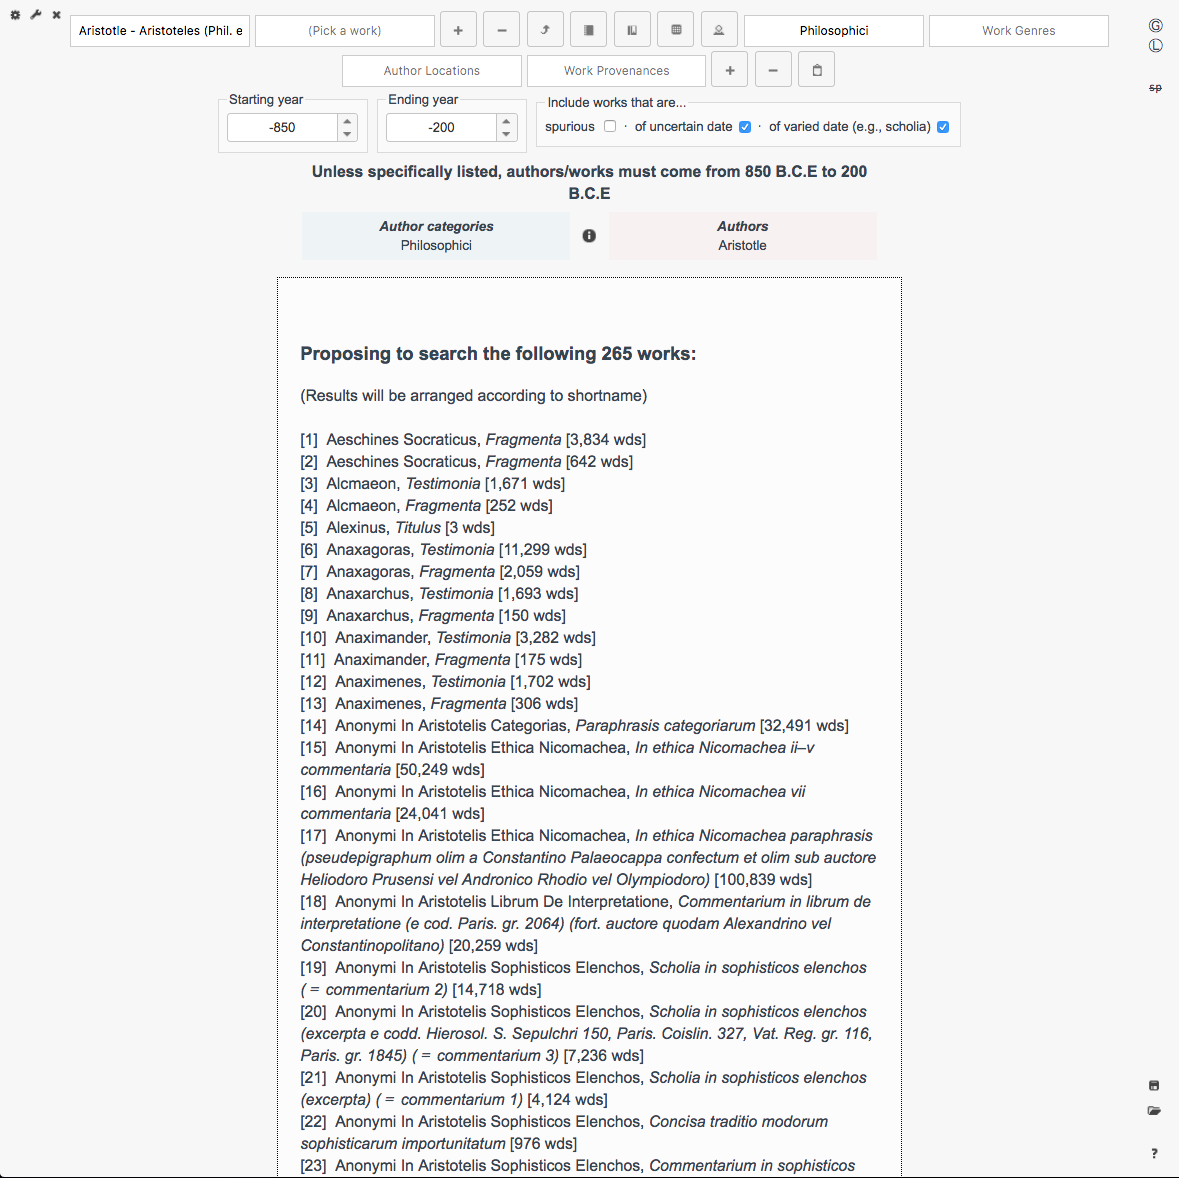 Aristotle - Aristoteles (Phil. e
(Pick a work)
Philosophici
Work Genres
G
Author Locations
Work Provenances
L
sp
Starting year
Ending year
Include works that are...
-850
-200
spurious · of uncertain date · of varied date (e.g., scholia)
Unless specifically listed, authors/works must come from 850 B.C.E to 200
B.C.E
Author categories
Authors
Philosophici
Aristotle
Proposing to search the following 265 works:
(Results will be arranged according to shortname)
[1] Aeschines Socraticus, Fragmenta [3,834 wds]
[2] Aeschines Socraticus, Fragmenta [642 wds]
[3] Alcmaeon, Testimonia [1,671 wds]
[4] Alcmaeon, Fragmenta [252 wds]
[5] Alexinus, Titulus [3 wds]
[6] Anaxagoras, Testimonia [11,299 wds]
[7] Anaxagoras, Fragmenta [2,059 wds]
[8] Anaxarchus, Testimonia [1,693 wds]
[9] Anaxarchus, Fragmenta [150 wds]
[10] Anaximander, Testimonia [3,282 wds]
[11] Anaximander, Fragmenta [175 wds]
[12] Anaximenes, Testimonia [1,702 wds]
[13] Anaximenes, Fragmenta [306 wds]
[14] Anonymi In Aristotelis Categorias, Paraphrasis categoriarum [32,491 wds]
[15] Anonymi In Aristotelis Ethica Nicomachea, In ethica Nicomachea ii–v
commentaria [50,249 wds]
[16] Anonymi In Aristotelis Ethica Nicomachea, In ethica Nicomachea vii
commentaria [24,041 wds]
[17] Anonymi In Aristotelis Ethica Nicomachea, In ethica Nicomachea paraphrasis
(pseudepigraphum olim a Constantino Palaeocappa confectum et olim sub auctore
Heliodoro Prusensi vel Andronico Rhodio vel Olympiodoro) [100,839 wds]
[18] Anonymi In Aristotelis Librum De Interpretatione, Commentarium in librum de
interpretatione (e cod. Paris. gr. 2064) (fort. auctore quodam Alexandrino vel
Constantinopolitano) [20,259 wds]
[19] Anonymi In Aristotelis Sophisticos Elenchos, Scholia in sophisticos elenchos
( = commentarium 2) [14,718 wds]
[20] Anonymi In Aristotelis Sophisticos Elenchos, Scholia in sophisticos elenchos
(excerpta e codd. Hierosol. S. Sepulchri 150, Paris. Coislin. 327, Vat. Reg. gr. 116,
Paris. gr. 1845) ( = commentarium 3) [7,236 wds]
[21] Anonymi In Aristotelis Sophisticos Elenchos, Scholia in sophisticos elenchos
(excerpta) ( = commentarium 1) [4,124 wds]
[22] Anonymi In Aristotelis Sophisticos Elenchos, Concisa traditio modorum
sophisticarum importunitatum [976 wds]
[23] Anonymi In Aristotelis Sophisticos Elenchos, Commentarium in sophisticos
?